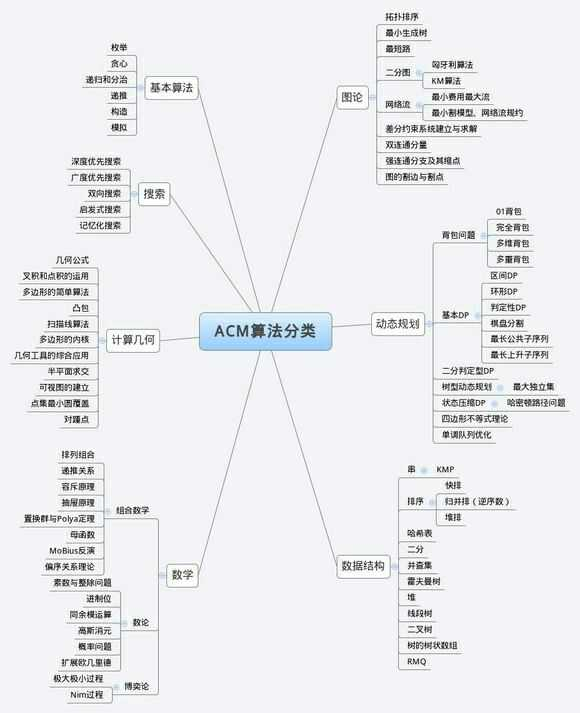 ACM算法分类
基本算法
枚举
贪心
递归和分治
递推
构造
模拟
搜索
深度优先搜索
广度优先搜索
双向搜索
启发式搜索
记忆化搜索
计算几何
几何公式
叉积和点积的运用
多边形的简单算法
凸包
扫描线算法
多边形的内核
几何工具的综合应用
半平面求交
可视图的建立
点集最小圆覆盖
对踵点
数学
组合数学
排列组合
递推关系
容斥原理
抽屉原理
置换群与Polya定理
母函数
MoBius反演
偏序关系理论
数论
素数与整除问题
进制位
同余模运算
高斯消元
概率问题
扩展欧几里德
博奕论
极大极小过程
Nim过程
图论
拓扑排序
最小生成树
最短路
二分图
匈牙利算法
KM算法
网络流
最小费用最大流
最小割模型、网络流规约
差分约束系统建立与求解
双连通分量
强连通分支及其缩点
图的割边与割点
动态规划
背包问题
01背包
完全背包
多维背包
多重背包
基本DP
区间DP
环形DP
判定性DP
棋盘分割
最长公共子序列
最长上升子序列
二分判定型DP
树型动态规划
最大独立集
状态压缩DP
哈密顿路径问题
四边形不等式理论
单调队列优化
数据结构
串
KMP
排序
快排
归并排（逆序数）
堆排
哈希表
二分
并查集
霍夫曼树
堆
线段树
二叉树
树的树状数组
RMQ